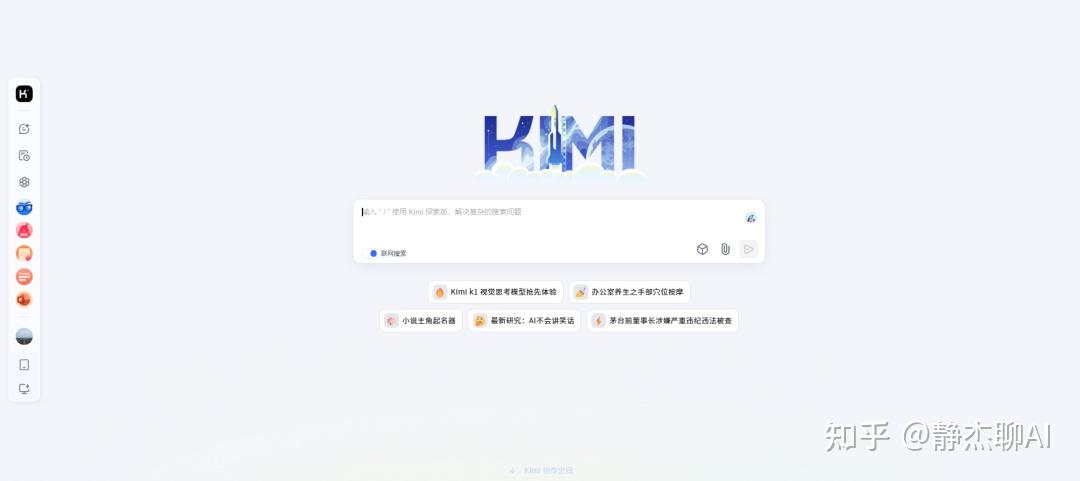 KIMI
输入 "/" 使用 Kimi 探索版，解决复杂的搜索问题
联网搜索
Kimi k1 视觉思考模型抢先体验
办公室养生之手部穴位按摩
小说主角起名器
最新研究：AI不会讲笑话
茅台前董事长涉嫌严重违纪违法被查
知乎 @静杰聊AI
Kimi 创作空间